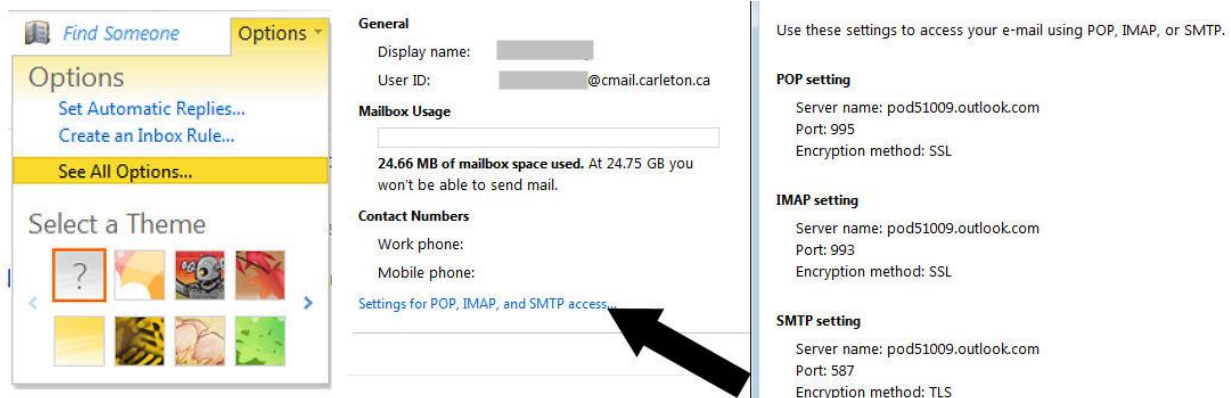 Find Someone
Options
Options
Set Automatic Replies...
Create an Inbox Rule...
See All Options...
Select a Theme
?
General
Display name:
User ID: @cmail.carleton.ca
Mailbox Usage
24.66 MB of mailbox space used. At 24.75 GB you
won't be able to send mail.
Contact Numbers
Work phone:
Mobile phone:
Settings for POP, IMAP, and SMTP access...
Use these settings to access your e-mail using POP, IMAP, or SMTP.
POP setting
Server name: pod51009.outlook.com
Port: 995
Encryption method: SSL
IMAP setting
Server name: pod51009.outlook.com
Port: 993
Encryption method: SSL
SMTP setting
Server name: pod51009.outlook.com
Port: 587
Encryption method: TLS